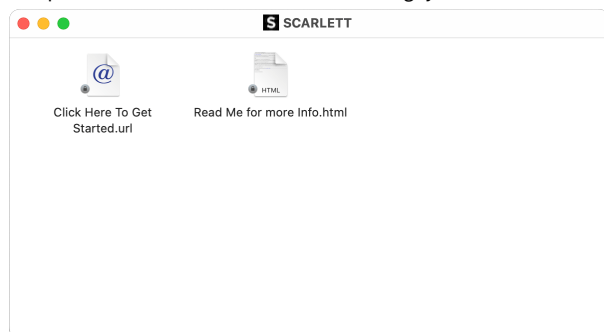 S SCARLETT
@
HTML
Click Here To Get
Started.url
Read Me for more Info.html